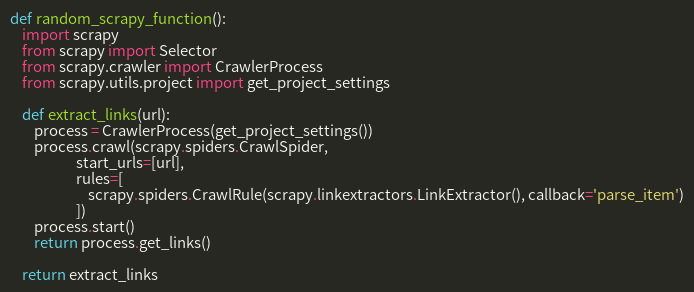 def random_scrapy_function():
    import scrapy
    from scrapy import Selector
    from scrapy.crawler import CrawlerProcess
    from scrapy.utils.project import get_project_settings

    def extract_links(url):
        process = CrawlerProcess(get_project_settings())
        process.crawl(scrapy.spiders.CrawlSpider,
                      start_urls=[url],
                      rules=[
                          scrapy.spiders.CrawlRule(scrapy.linkextractors.LinkExtractor(), callback='parse_item')
                      ])
        process.start()
        return process.get_links()

    return extract_links